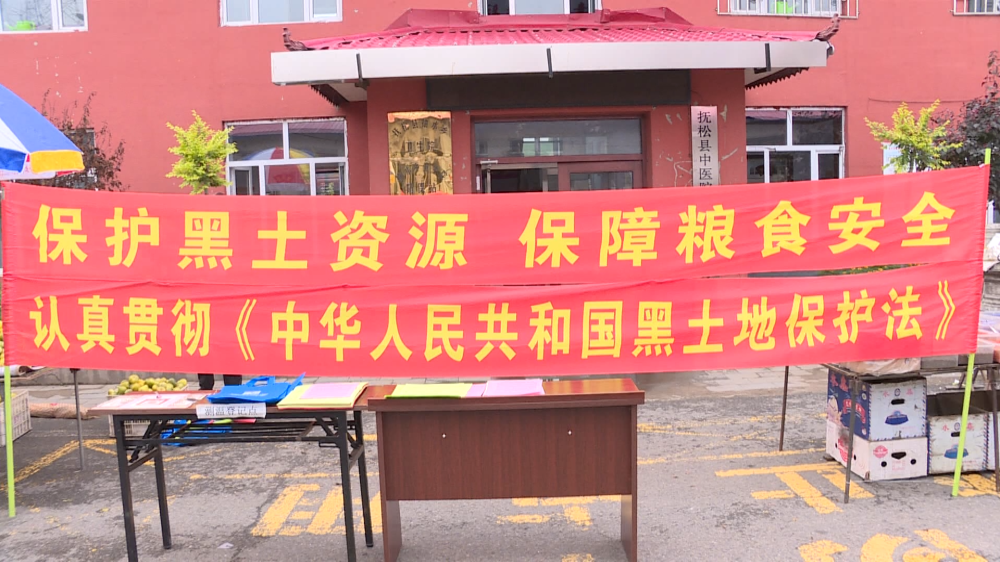 抚松县中医院
保护黑土资源 保障粮食安全
认真贯彻《中华人民共和国黑土地保护法》